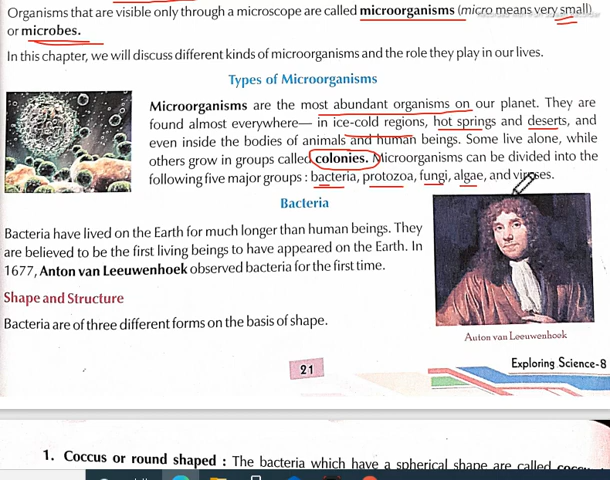 Organisms that are visible only through a microscope are called microorganisms (micro means very small)
or microbes.
In this chapter, we will discuss different kinds of microorganisms and the role they play in our lives.
Types of Microorganisms
Microorganisms are the most abundant organisms on our planet. They are
found almost everywhere— in ice-cold regions, hot springs and deserts, and
even inside the bodies of animals and human beings. Some live alone, while
others grow in groups called colonies. Microorganisms can be divided into the
following five major groups : bacteria, protozoa, fungi, algae, and viruses.
Bacteria
Bacteria have lived on the Earth for much longer than human beings. They
are believed to be the first living beings to have appeared on the Earth. In
1677, Anton van Leeuwenhoek observed bacteria for the first time.
Shape and Structure
Bacteria are of three different forms on the basis of shape.
Anton van Leeuwenhoek
21
Exploring Science-8
1. Coccus or round shaped : The bacteria which have a spherical shape are called